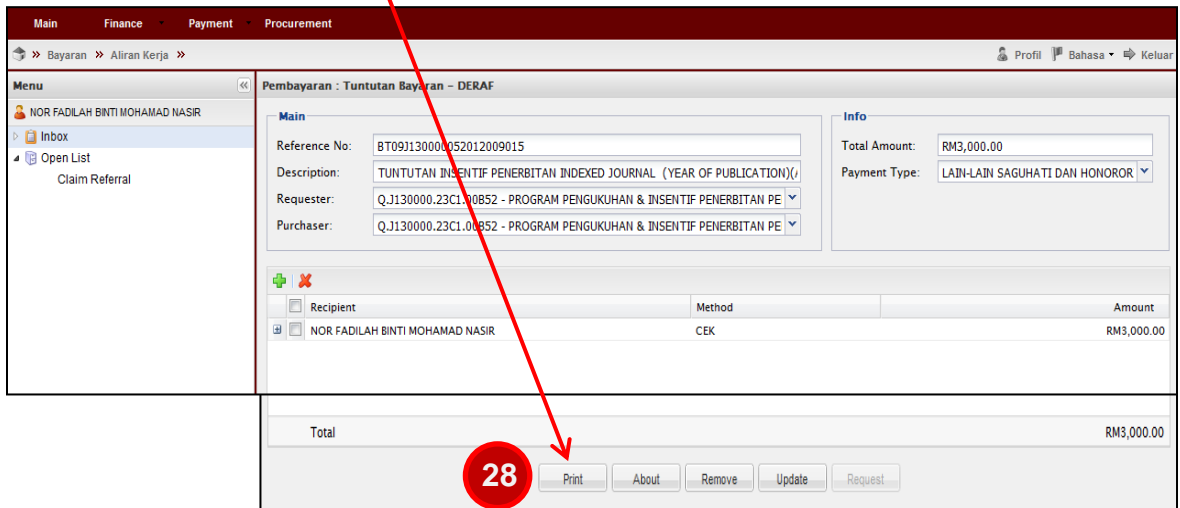 Main Finance Payment Procurement
» Bayaran » Aliran Kerja »
Profil Bahasa Keluar
Menu
NOR FADILAH BINTI MOHAMAD NASIR
Inbox
Open List
Claim Referral
Pembayaran : Tuntutan Bayaran - DERAF
Main
Reference No: BT09J130000052012009015
Description: TUNTUTAN INSENTIF PENERBITAN INDEXED JOURNAL (YEAR OF PUBLICATION)(
Requester: Q.J130000.23C1.00B52 - PROGRAM PENGUKUHAN & INSENTIF PENERBITAN PE
Purchaser: Q.J130000.23C1.00B52 - PROGRAM PENGUKUHAN & INSENTIF PENERBITAN PE
Info
Total Amount: RM3,000.00
Payment Type: LAIN-LAIN SAGUHATI DAN HONOROR
Recipient Method Amount
NOR FADILAH BINTI MOHAMAD NASIR CEK RM3,000.00
Total RM3,000.00
28 Print About Remove Update Request